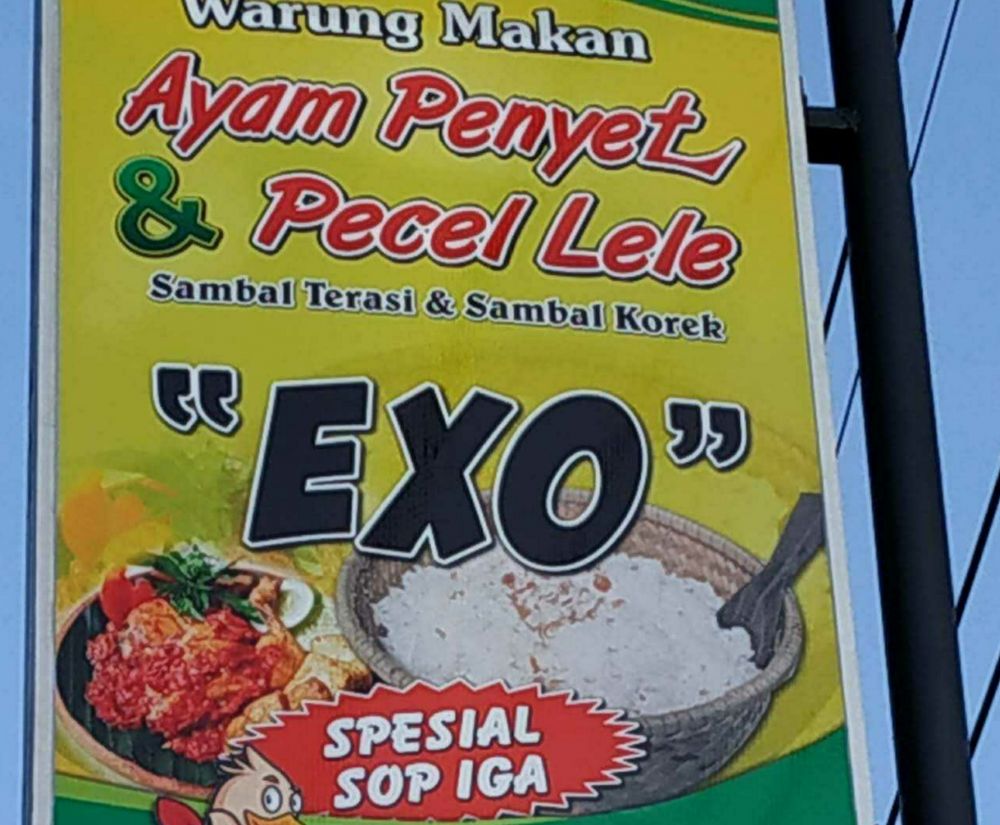 Warung Makan
Ayam Penyet
& Pecel Lele
Sambal Terasi & Sambal Korek
"EXO"
SPESIAL
SOP IGA